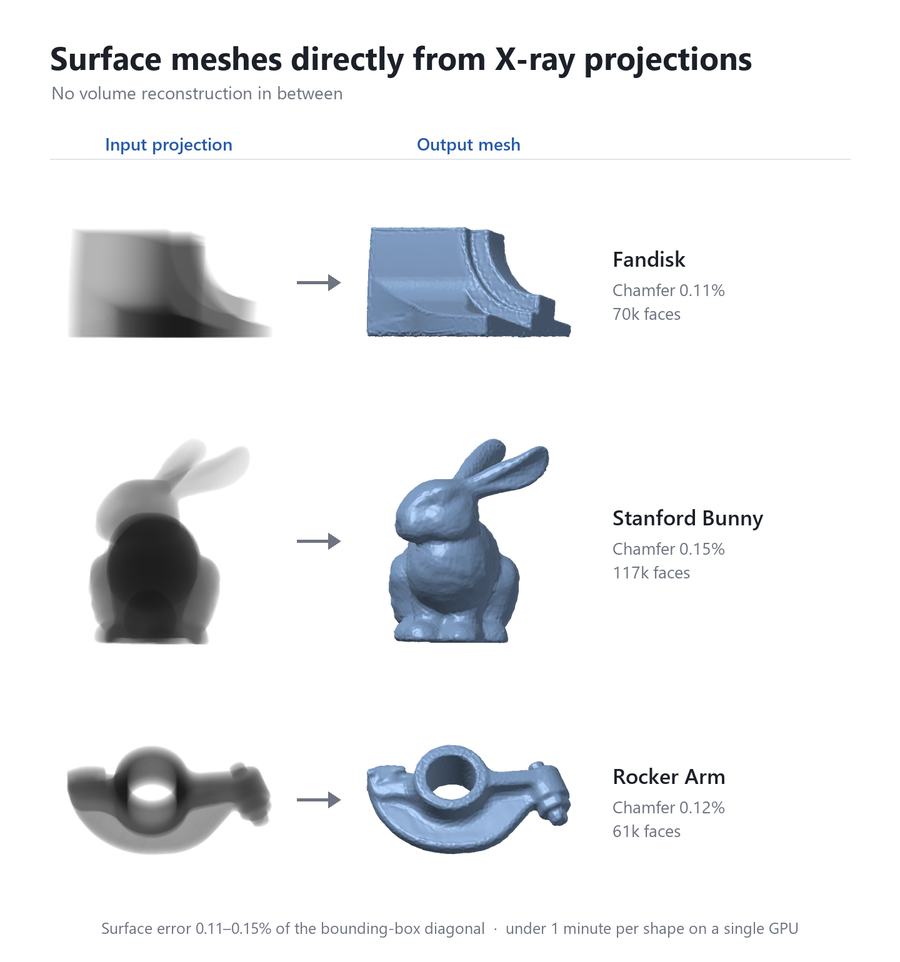 Surface meshes directly from X-ray projections
No volume reconstruction in between
Input projection
Output mesh
Fandisk
Chamfer 0.11%
70k faces
Stanford Bunny
Chamfer 0.15%
117k faces
Rocker Arm
Chamfer 0.12%
61k faces
Surface error 0.11–0.15% of the bounding-box diagonal · under 1 minute per shape on a single GPU